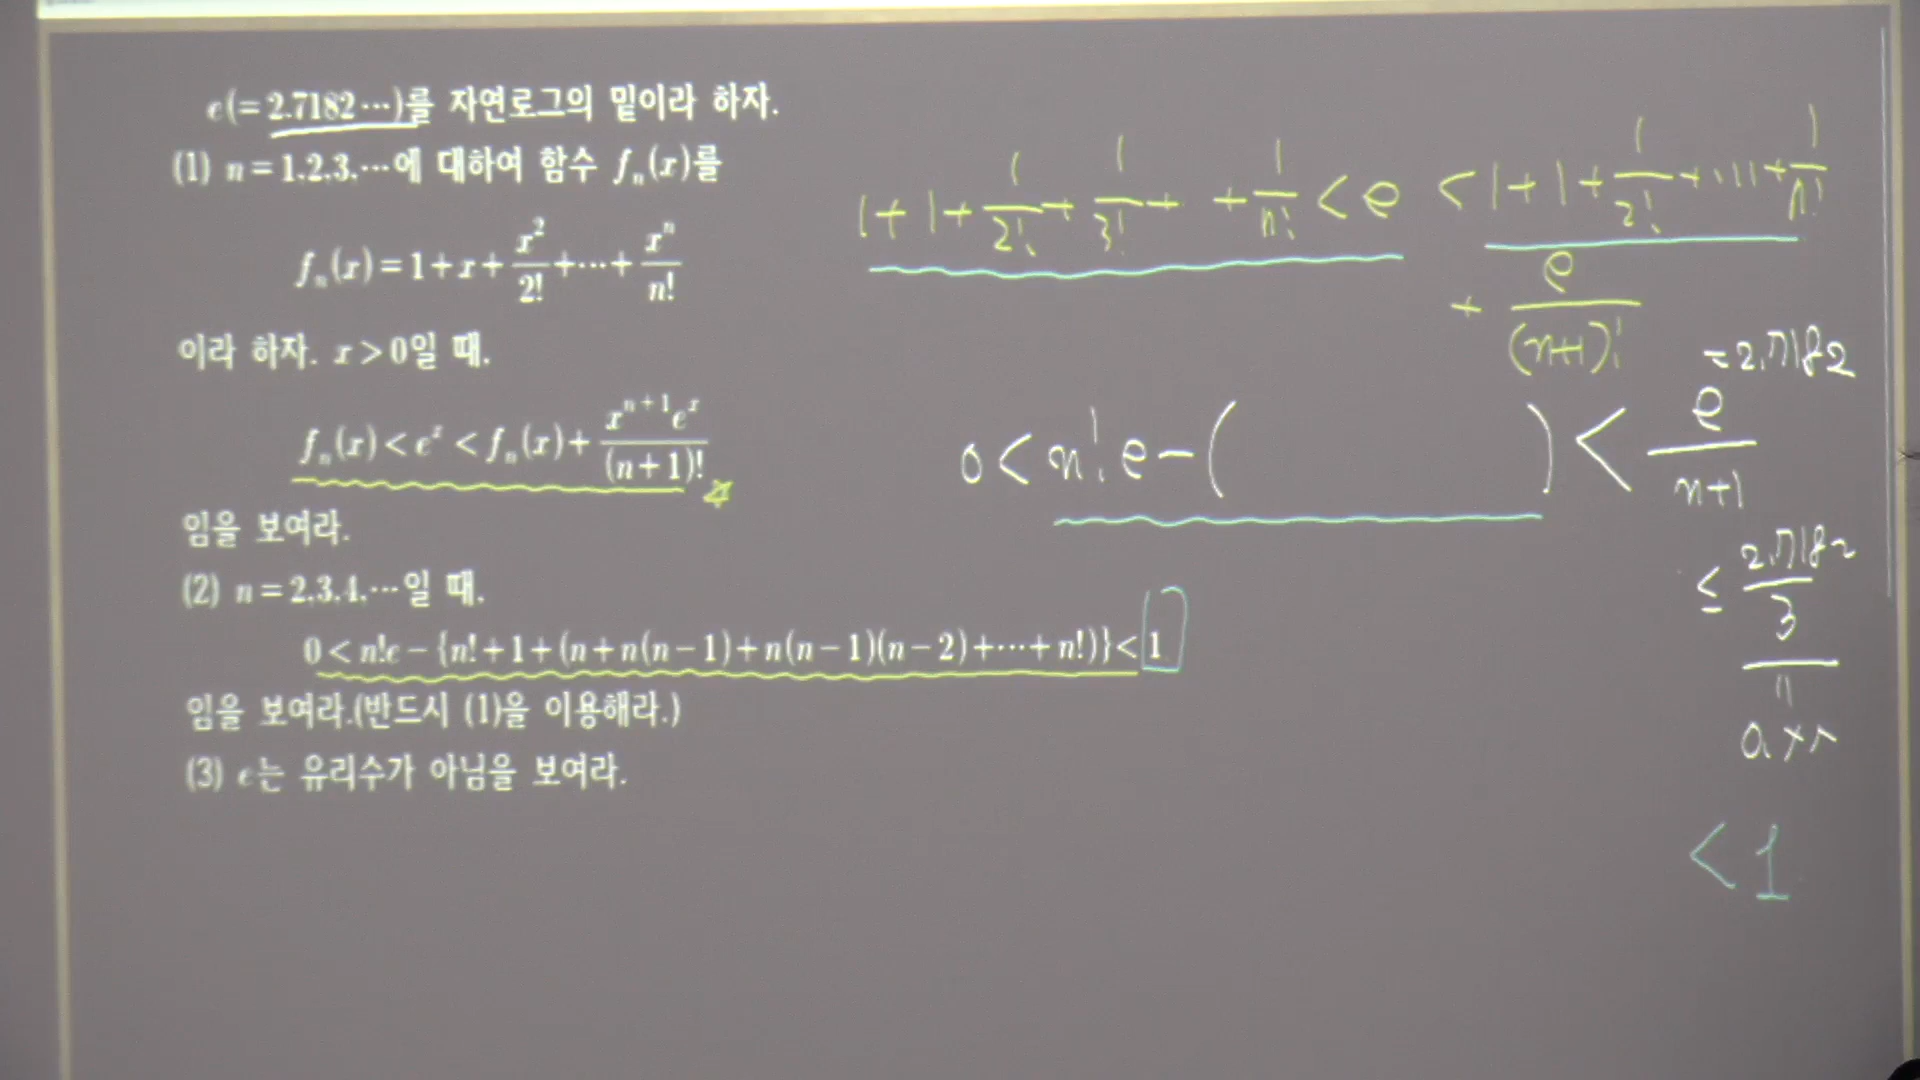 e(= 2.7182⋯)를 자연로그의 밑이라 하자.
(1) n = 1.2.3.⋯에 대하여 함수 fₙ(x)를
fₙ(x) = 1 + x + x²/2! + ⋯ + xⁿ/n!
이라 하자. x > 0일 때.
fₙ(x) < eˣ < fₙ(x) + xⁿ⁺¹eˣ/(n+1)!
임을 보여라.
(2) n = 2.3.4.⋯일 때.
0 < n!e − {n! + 1 + (n + n(n − 1) + n(n − 1)(n − 2) + ⋯ + n!)} < 1
임을 보여라.(반드시 (1)을 이용해라.)
(3) e는 유리수가 아님을 보여라.
1 + 1 + 1/2! + 1/3! + + 1/n! < e < 1 + 1 + 1/2! + ... + 1/n!
+ e/(n+1)!
= 2.7182
0 < n!e − ( ) < e/(n+1)
≤ 2.7182/3
<1